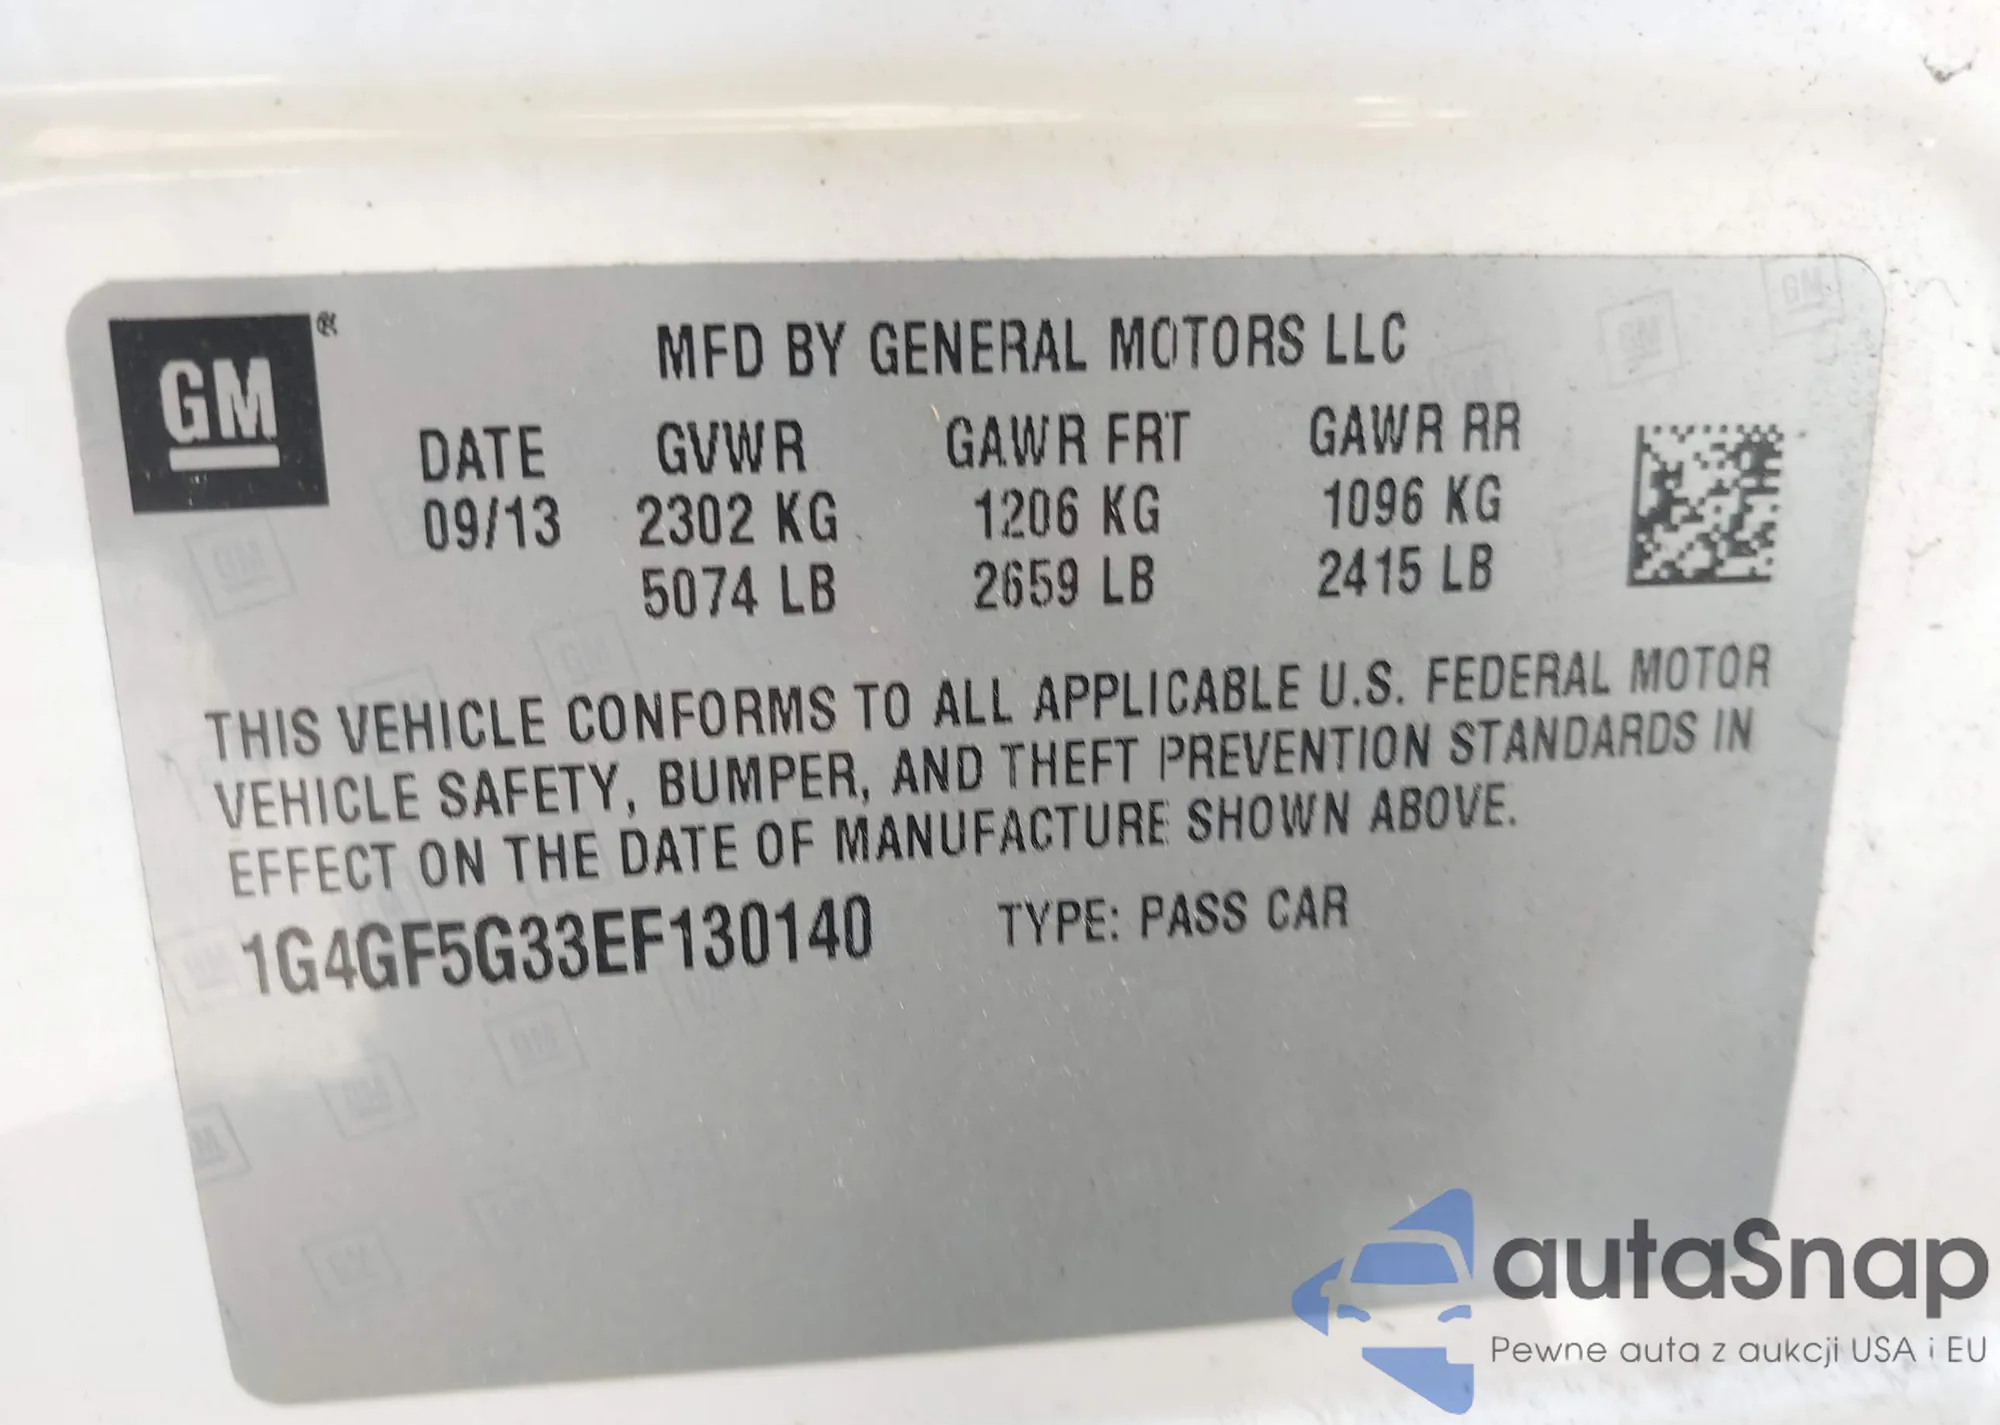 GM®
MFD BY GENERAL MOTORS LLC
DATE GVWR GAWR FRT GAWR RR
09/13 2302 KG 1206 KG 1096 KG
5074 LB 2659 LB 2415 LB
THIS VEHICLE CONFORMS TO ALL APPLICABLE U.S. FEDERAL MOTOR
VEHICLE SAFETY, BUMPER, AND THEFT PREVENTION STANDARDS IN
EFFECT ON THE DATE OF MANUFACTURE SHOWN ABOVE.
1G4GF5G33EF130140 TYPE: PASS CAR
autaSnap
Pewne auta z aukcji USA i EU